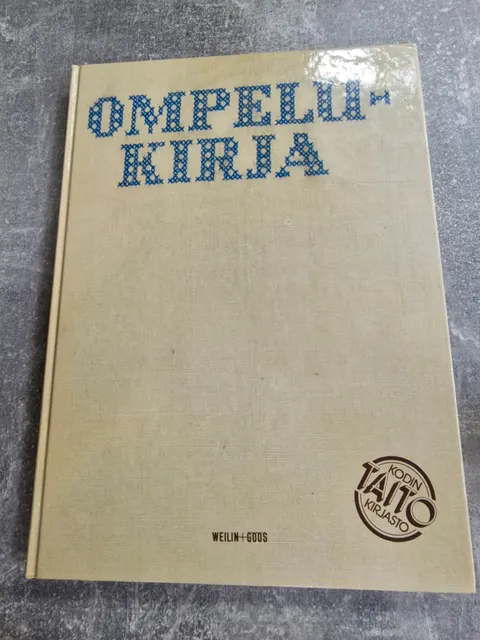 OMPELU-
KIRJA
KODIN
TAITO
KIRJASTO
WEILIN+GÖÖS